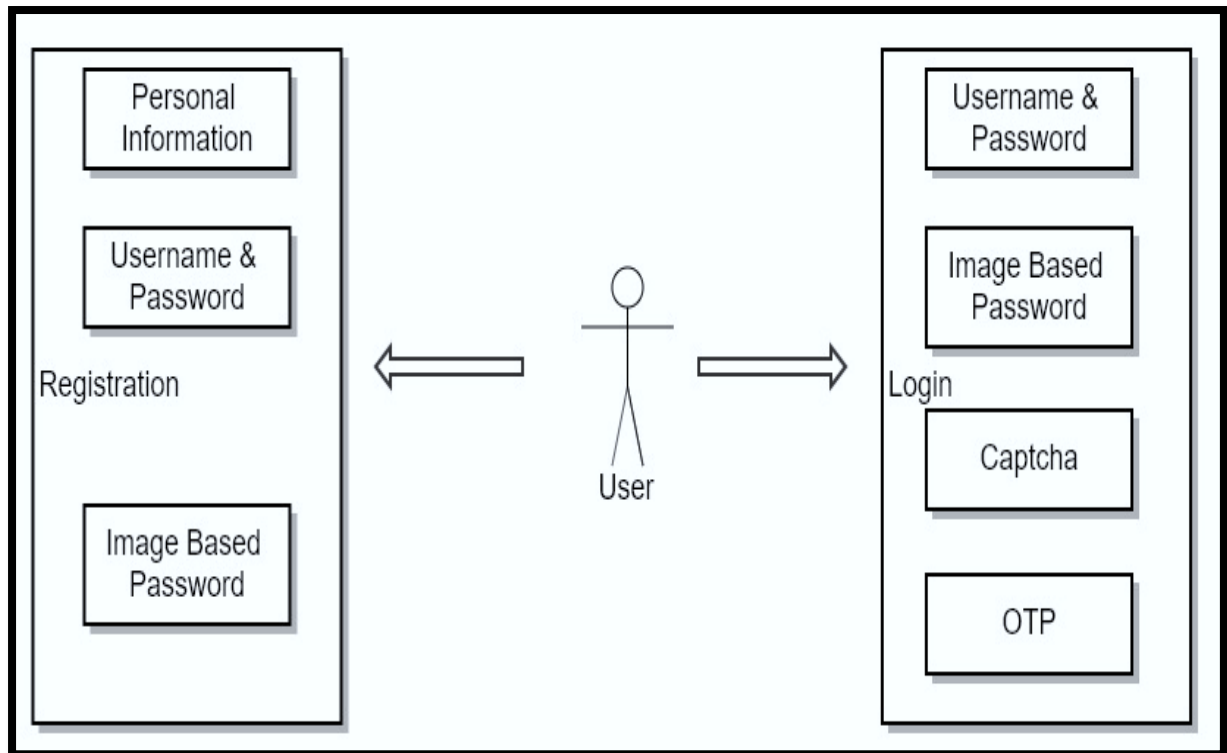 Personal
Information
Username &
Password
Registration
Image Based
Password
User
Username &
Password
Image Based
Password
Login
Captcha
OTP